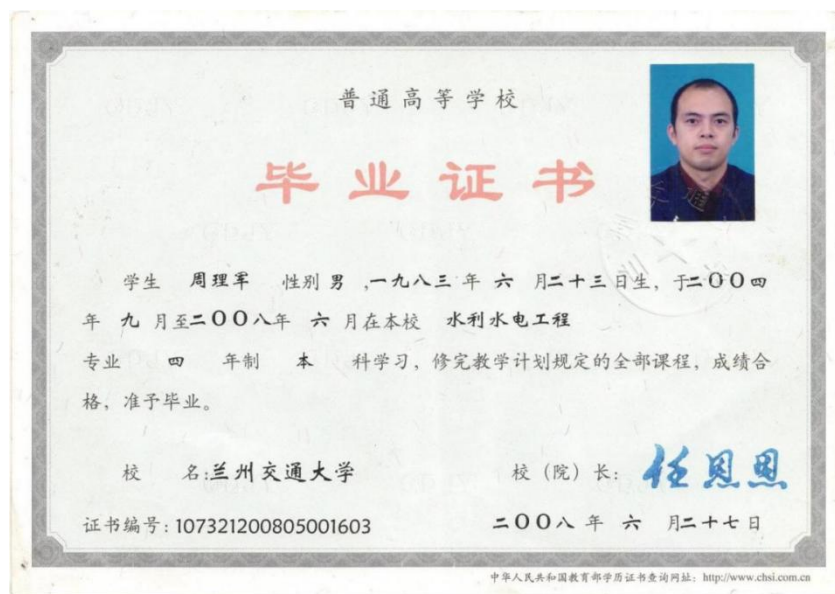 普通高等学校
毕业证书
学生 周理军 性别 男 ,一九八三 年 六 月二十三日生，于二〇〇四
年 九 月至二〇〇八年 六 月在本校 水利水电工程
专业 四 年制 本 科学习，修完教学计划规定的全部课程，成绩合
格，准予毕业。
校 名:兰州交通大学 校（院）长：任恩恩
证书编号：107321200805001603 二〇〇八 年 六 月二十七日
中华人民共和国教育部学历证书查询网址：http://www.chsi.com.cn